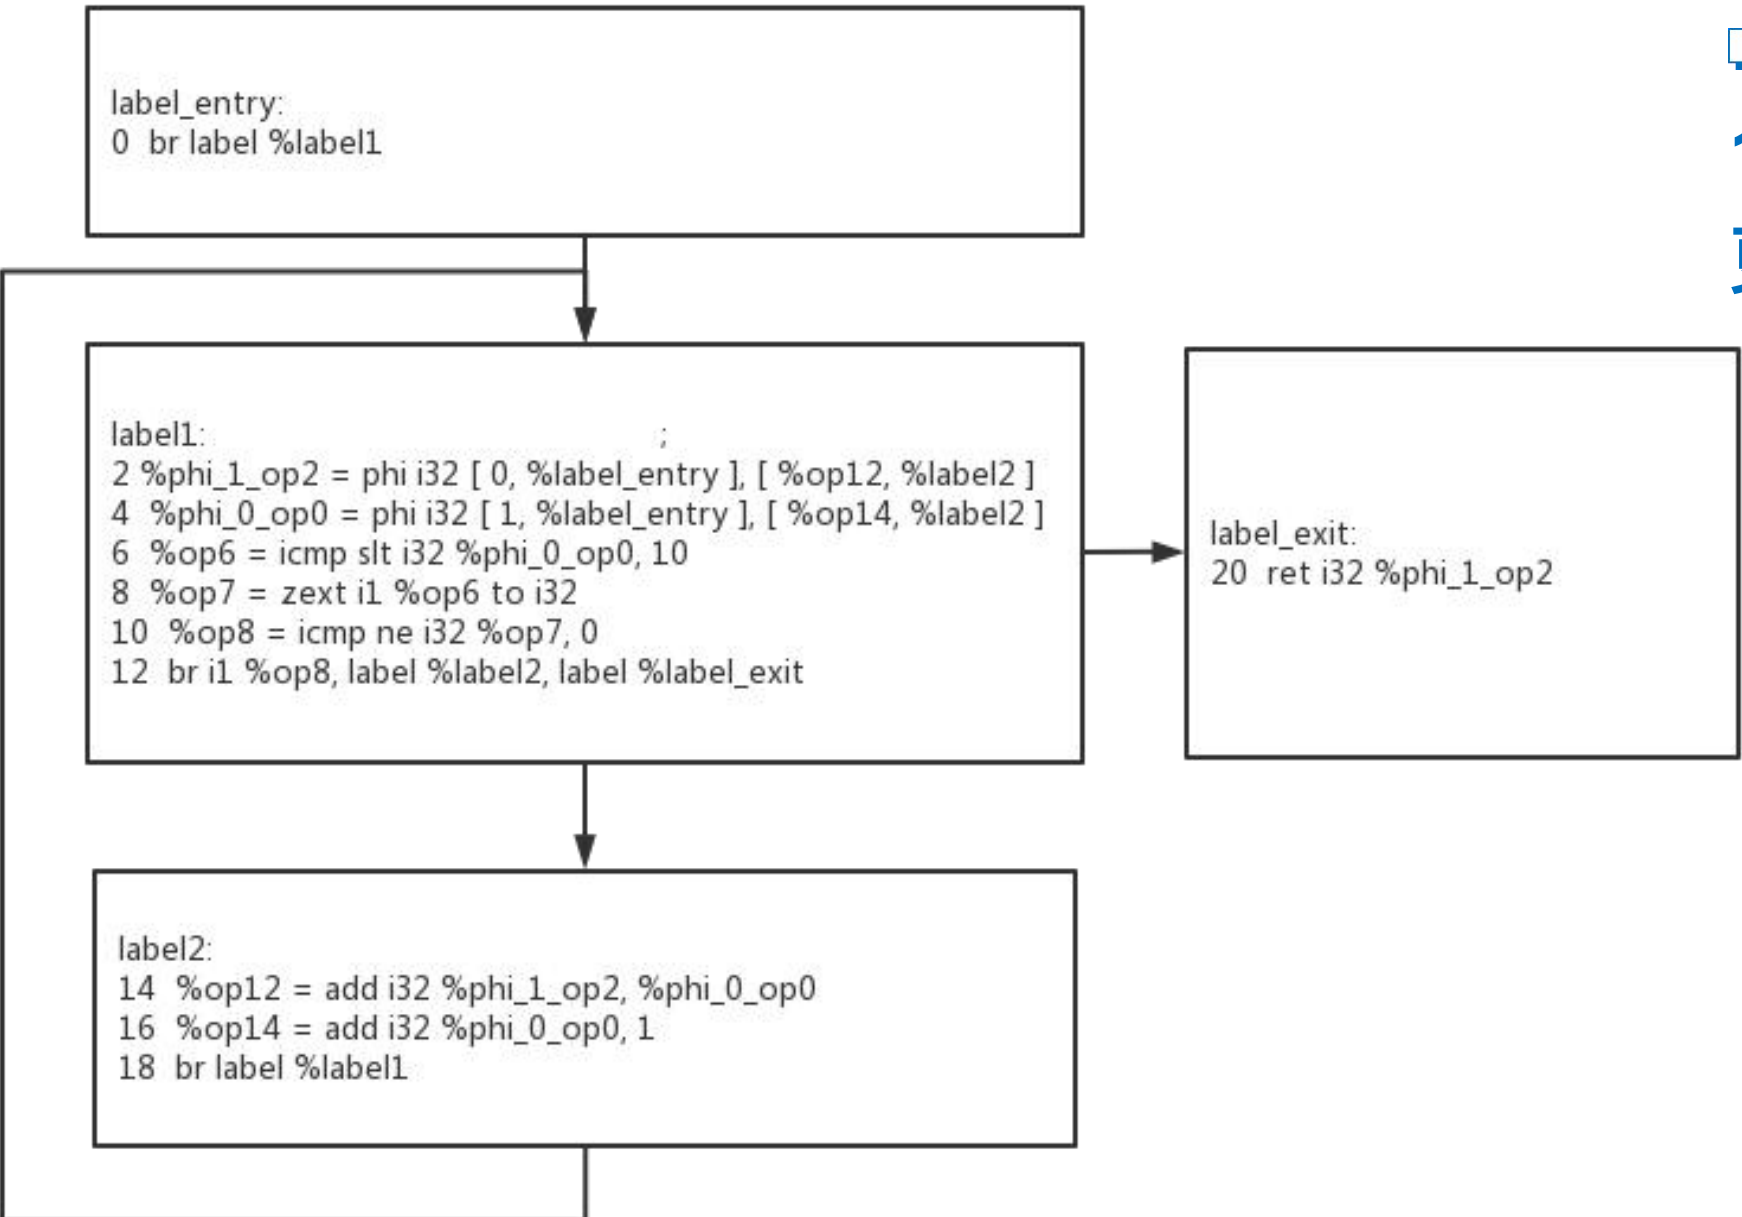 label_entry:
0 br label %label1
label1: ;
2 %phi_1_op2 = phi i32 [ 0, %label_entry ], [ %op12, %label2 ]
4 %phi_0_op0 = phi i32 [ 1, %label_entry ], [ %op14, %label2 ]
6 %op6 = icmp slt i32 %phi_0_op0, 10
8 %op7 = zext i1 %op6 to i32
10 %op8 = icmp ne i32 %op7, 0
12 br i1 %op8, label %label2, label %label_exit
label_exit:
20 ret i32 %phi_1_op2
label2:
14 %op12 = add i32 %phi_1_op2, %phi_0_op0
16 %op14 = add i32 %phi_0_op0, 1
18 br label %label1